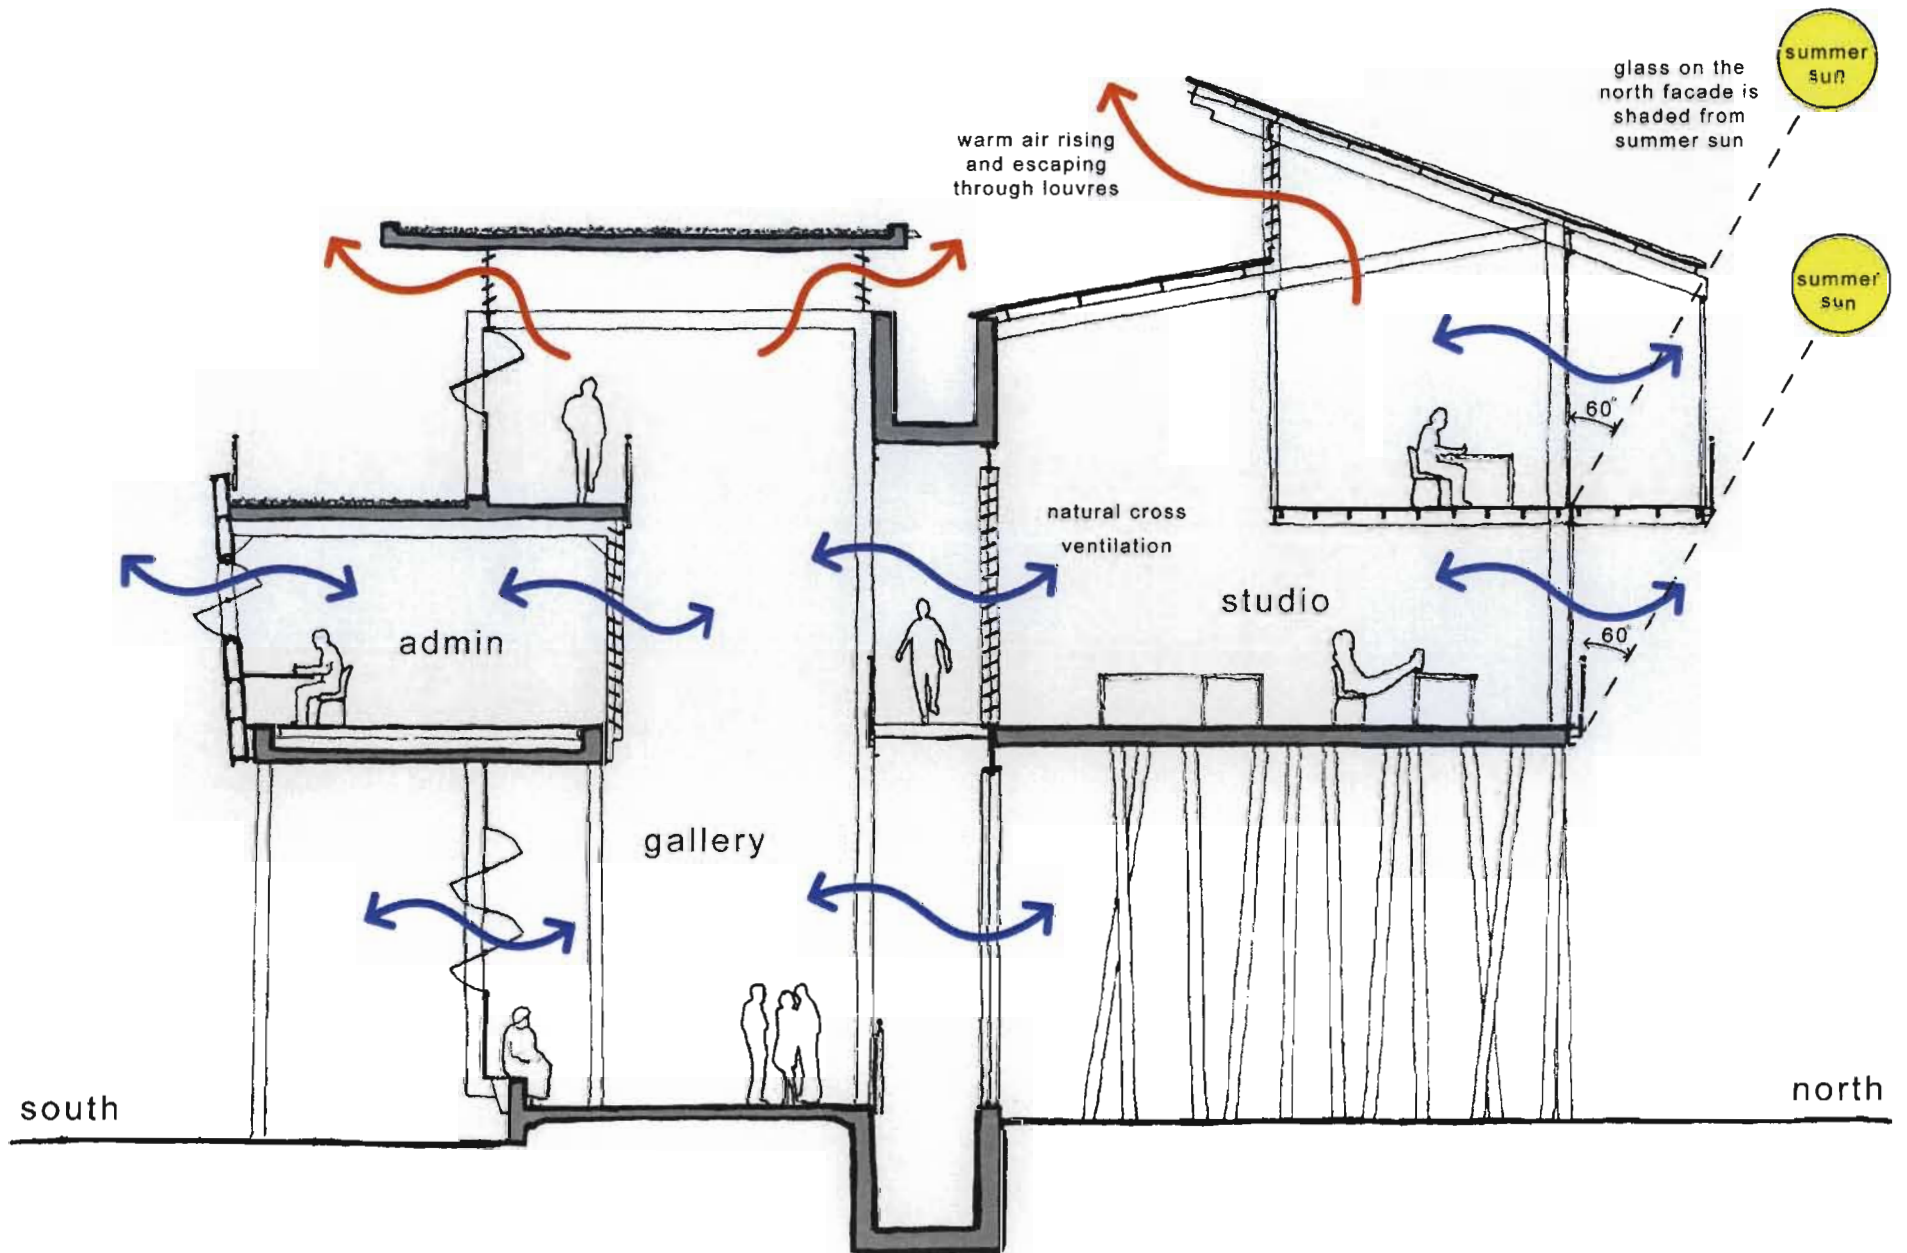 summer
sun
glass on the
north facade is
shaded from
summer sun
warm air rising
and escaping
through louvres
summer
sun
60°
natural cross
ventilation
studio
admin
60°
gallery
south
north